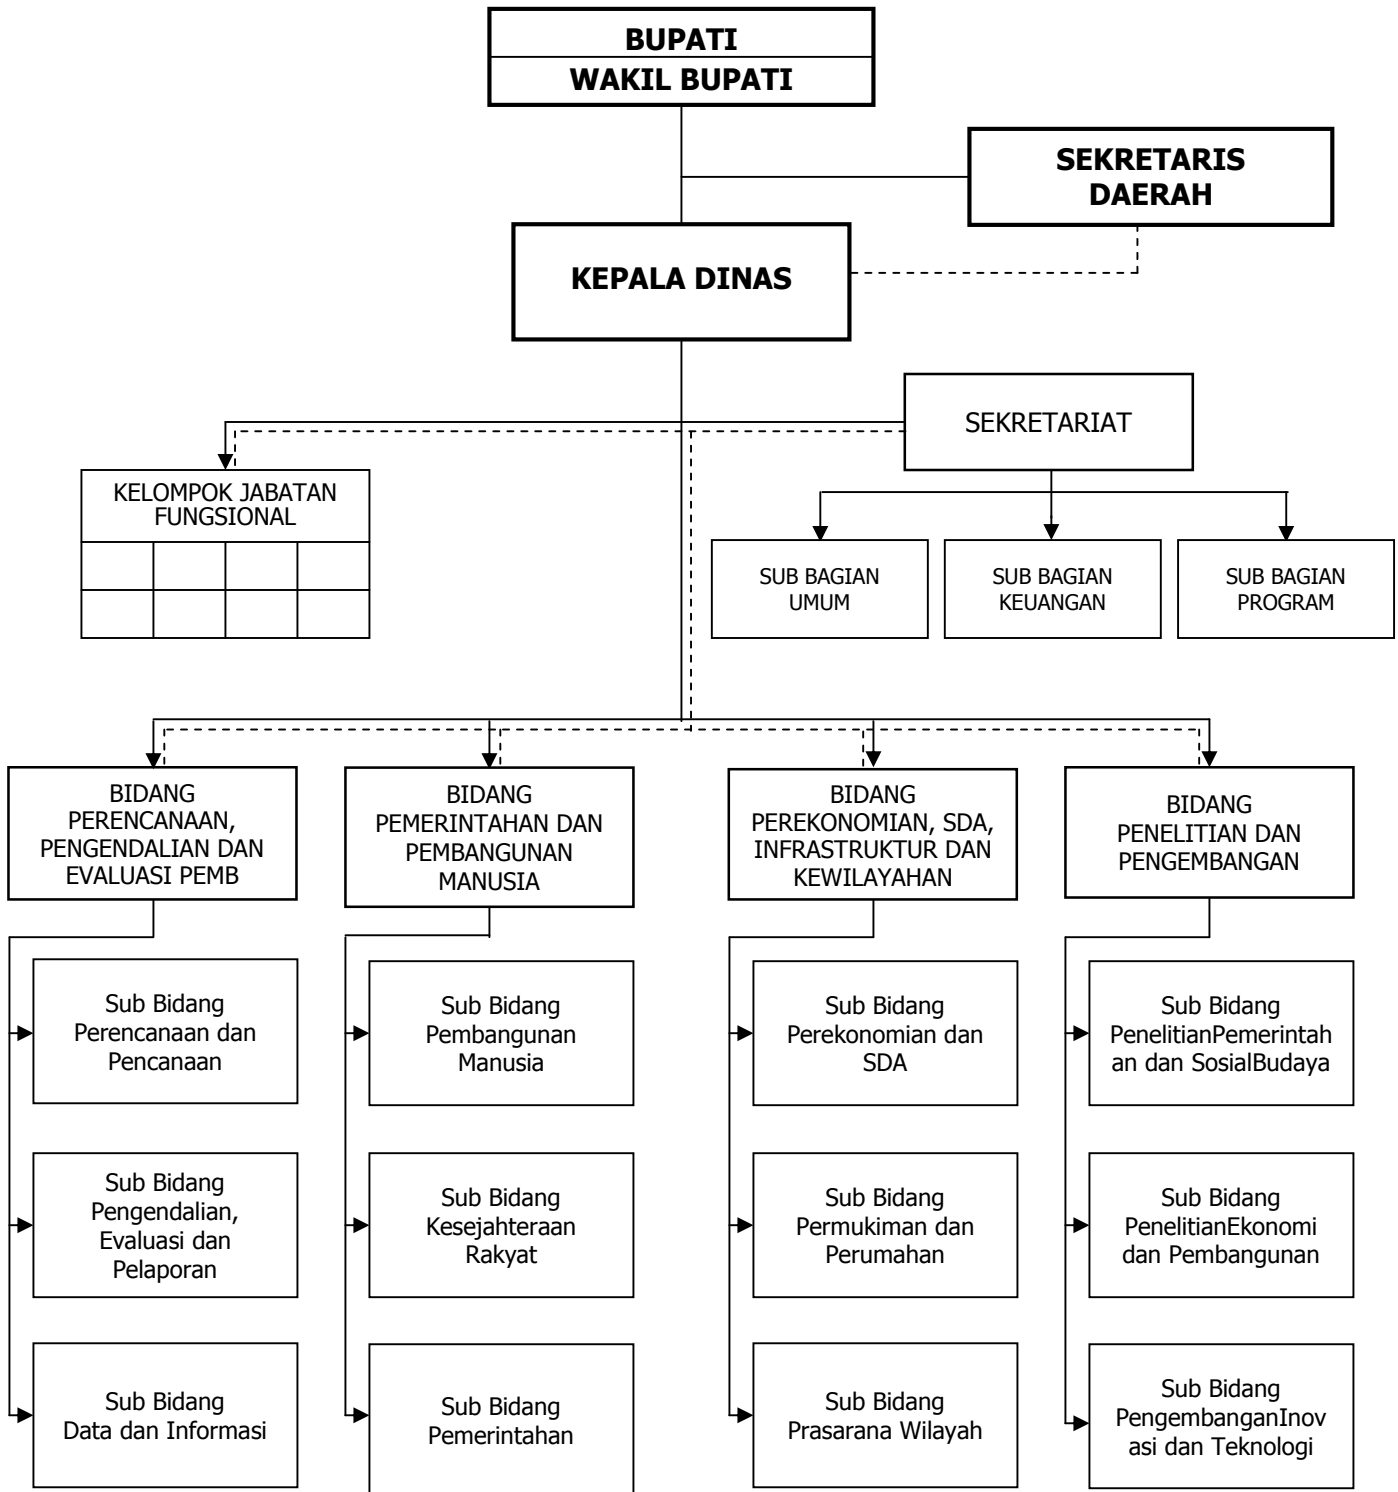 BUPATI
WAKIL BUPATI
SEKRETARIS
DAERAH
KEPALA DINAS
SEKRETARIAT
KELOMPOK JABATAN
FUNGSIONAL
SUB BAGIAN
UMUM
SUB BAGIAN
KEUANGAN
SUB BAGIAN
PROGRAM
BIDANG
PERENCANAAN,
PENGENDALIAN DAN
EVALUASI PEMB
BIDANG
PEMERINTAHAN DAN
PEMBANGUNAN
MANUSIA
BIDANG
PEREKONOMIAN, SDA,
INFRASTRUKTUR DAN
KEWILAYAHAN
BIDANG
PENELITIAN DAN
PENGEMBANGAN
Sub Bidang
Perencanaan dan
Pencanaan
Sub Bidang
Pembangunan
Manusia
Sub Bidang
Perekonomian dan
SDA
Sub Bidang
PenelitianPemerintah
an dan SosialBudaya
Sub Bidang
Pengendalian,
Evaluasi dan
Pelaporan
Sub Bidang
Kesejahteraan
Rakyat
Sub Bidang
Permukiman dan
Perumahan
Sub Bidang
PenelitianEkonomi
dan Pembangunan
Sub Bidang
Data dan Informasi
Sub Bidang
Pemerintahan
Sub Bidang
Prasarana Wilayah
Sub Bidang
PengembanganInov
asi dan Teknologi